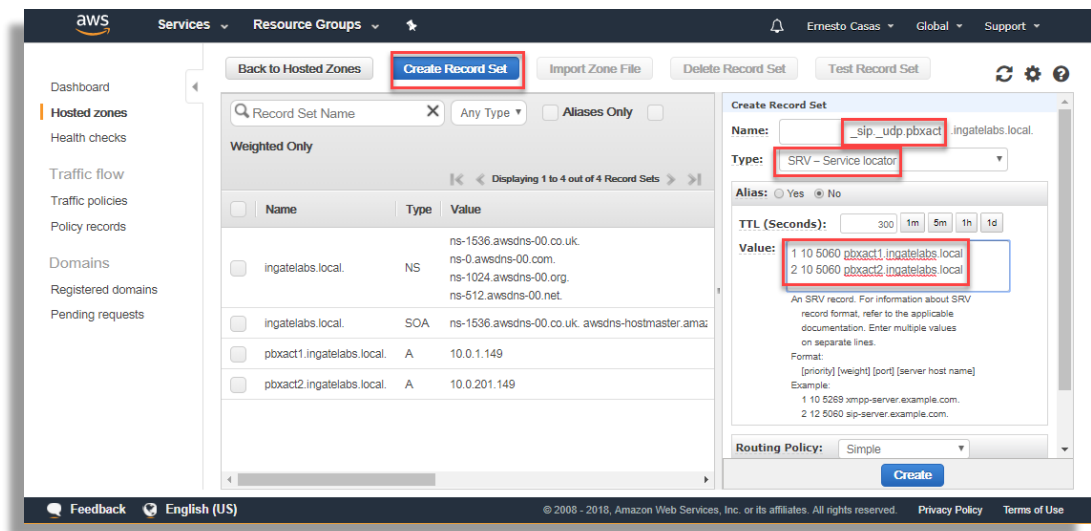 aws Services Resource Groups Ernesto Casas Global Support
Back to Hosted Zones Create Record Set Import Zone File Delete Record Set Test Record Set
Dashboard
Hosted zones
Health checks
Traffic flow
Traffic policies
Policy records
Domains
Registered domains
Pending requests
Record Set Name X Any Type Aliases Only
Weighted Only
Displaying 1 to 4 out of 4 Record Sets
Name Type Value
ingatelabs.local. NS ns-1536.awsdns-00.co.uk.
ns-0.awsdns-00.com.
ns-1024.awsdns-00.org.
ns-512.awsdns-00.net.
ingatelabs.local. SOA ns-1536.awsdns-00.co.uk. awsdns-hostmaster.amaz
pbxact1.ingatelabs.local. A 10.0.1.149
pbxact2.ingatelabs.local. A 10.0.201.149
Create Record Set
Name: _sip._udp.pbxact .ingatelabs.local.
Type: SRV – Service locator
Alias: Yes No
TTL (Seconds): 300 1m 5m 1h 1d
Value: 1 10 5060 pbxact1.ingatelabs.local
2 10 5060 pbxact2.ingatelabs.local
An SRV record. For information about SRV
record format, refer to the applicable
documentation. Enter multiple values
on separate lines.
Format:
[priority] [weight] [port] [server host name]
Example:
1 10 5269 xmpp-server.example.com.
2 12 5060 sip-server.example.com.
Routing Policy: Simple
Create
Feedback English (US) © 2008 - 2018, Amazon Web Services, Inc. or its affiliates. All rights reserved. Privacy Policy Terms of Use